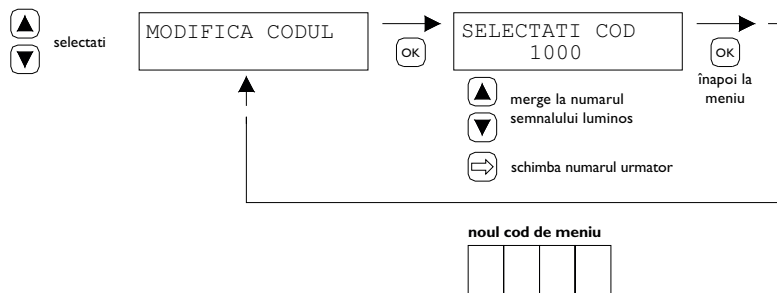 selectati
MODIFICA CODUL
OK
SELECTATI COD
1000
OK
înapoi la
meniu
merge la numarul
semnalului luminos
schimba numarul urmator
noul cod de meniu